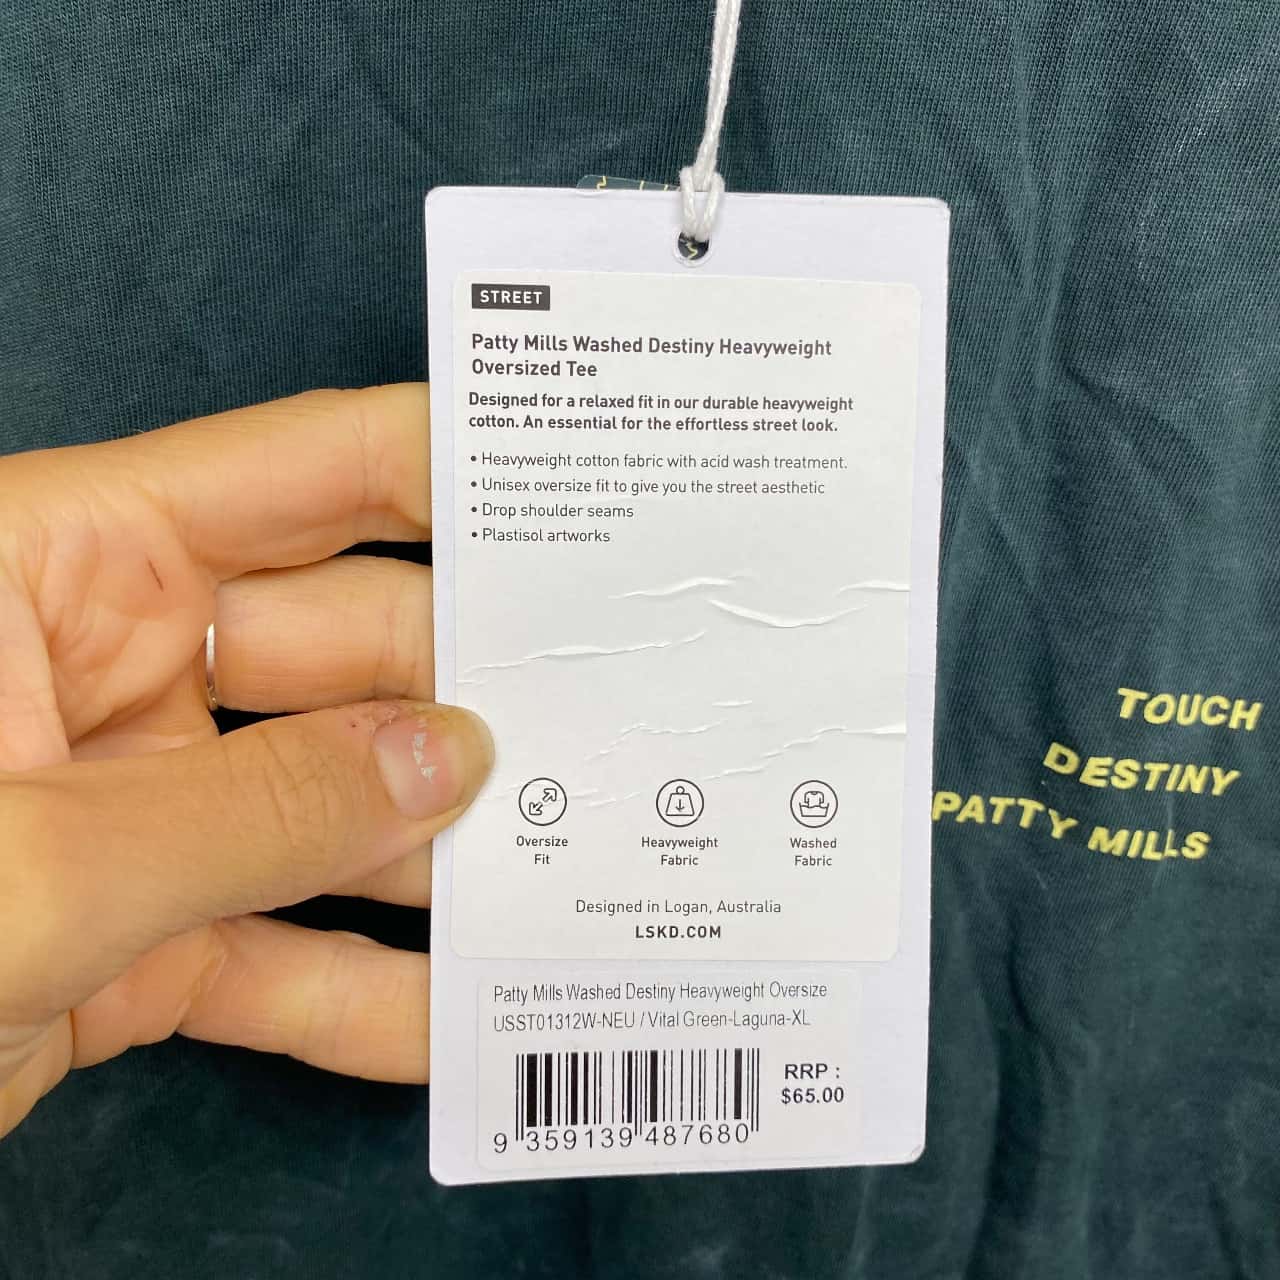 STREET
Patty Mills Washed Destiny Heavyweight
Oversized Tee
Designed for a relaxed fit in our durable heavyweight
cotton. An essential for the effortless street look.
• Heavyweight cotton fabric with acid wash treatment.
• Unisex oversize fit to give you the street aesthetic
• Drop shoulder seams
• Plastisol artworks
Oversize
Fit
Heavyweight
Fabric
Washed
Fabric
Designed in Logan, Australia
LSKD.COM
Patty Mills Washed Destiny Heavyweight Oversize
USST01312W-NEU / Vital Green-Laguna-XL
RRP :
$65.00
9 359139 487680
TOUCH
DESTINY
PATTY MILLS